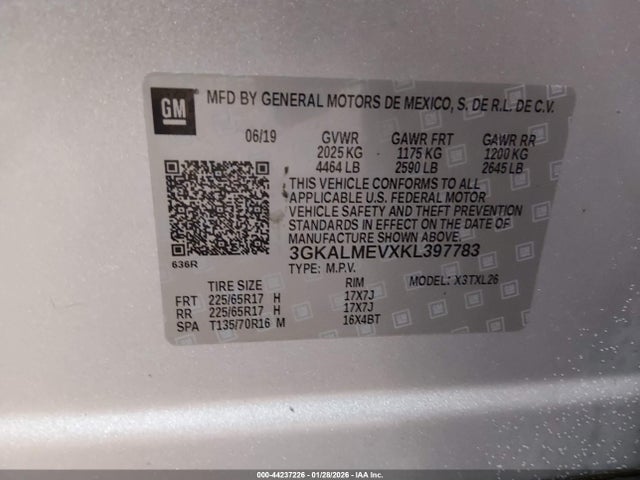 GM
MFD BY GENERAL MOTORS DE MEXICO, S. DE R.L. DE C.V.
06/19 GVWR GAWR FRT GAWR RR
2025 KG 1175 KG 1200 KG
4464 LB 2590 LB 2645 LB
THIS VEHICLE CONFORMS TO ALL
APPLICABLE U.S. FEDERAL MOTOR
VEHICLE SAFETY AND THEFT PREVENTION
STANDARDS IN EFFECT ON THE DATE OF
MANUFACTURE SHOWN ABOVE.
3GKALMEVXKL397783
636R
TYPE: M.P.V. MODEL: X3TXL26
TIRE SIZE RIM
FRT 225/65R17 H 17X7J
RR 225/65R17 H 17X7J
SPA T135/70R16 M 16X4BT
000-44237226 - 01/28/2026 - IAA Inc.